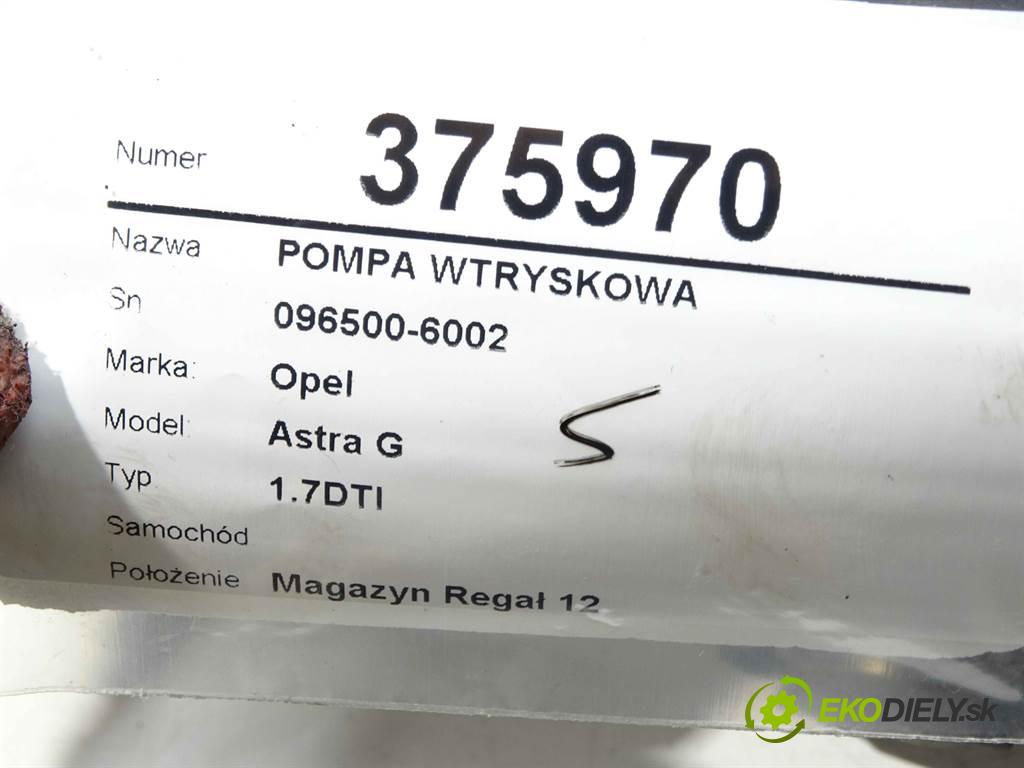 Numer 375970
Nazwa POMPA WTRYSKOWA
Sn 096500-6002
Marka: Opel
Model: Astra G S
Typ 1.7DTI
Samochód
Położenie Magazyn Regał 12
EKODIELY.sk